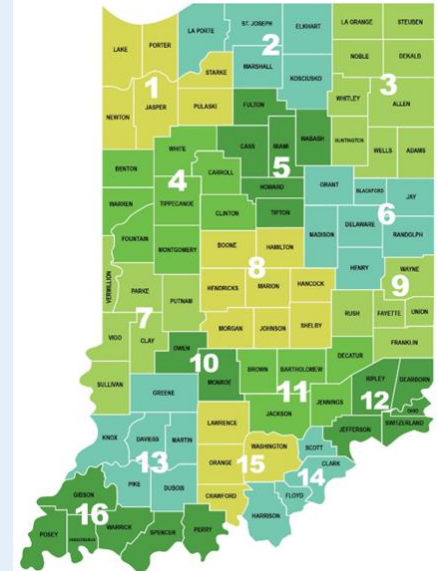 LA PORTE
ST. JOSEPH
ELKHART
LA GRANGE
STEUBEN
LAKE
PORTER
2
NOBLE
DEKALB
MARSHALL
STARKE
KOSCIUSKO
3
1
JASPER
NEWTON
PULASKI
FULTON
WHITLEY
ALLEN
WABASH
HUNTINGTON
WHITE
CASS
MIAMI
WELLS
ADAMS
5
BENTON
4
CARROLL
HOWARD
GRANT
BLACKFORD
JAY
WARREN
TIPPECANOE
CLINTON
TIPTON
6
DELAWARE
RANDOLPH
MADISON
FOUNTAIN
MONTGOMERY
BOONE
HAMILTON
8
HENRY
WAYNE
9
VERMILLION
HENDRICKS
MARION
HANCOCK
PARKE
PUTNAM
RUSH
FAYETTE
UNION
7
VIGO
CLAY
MORGAN
JOHNSON
SHELBY
FRANKLIN
OWEN
10
DECATUR
SULLIVAN
MONROE
BROWN
BARTHOLOMEW
RIPLEY
DEARBORN
11
12
GREENE
JENNINGS
OHIO
JACKSON
SWITZERLAND
LAWRENCE
JEFFERSON
KNOX
DAVIESS
MARTIN
WASHINGTON
SCOTT
13
ORANGE
15
CLARK
14
PIKE
DUBOIS
FLOYD
GIBSON
CRAWFORD
HARRISON
16
WARRICK
PERRY
POSEY
SPENCER